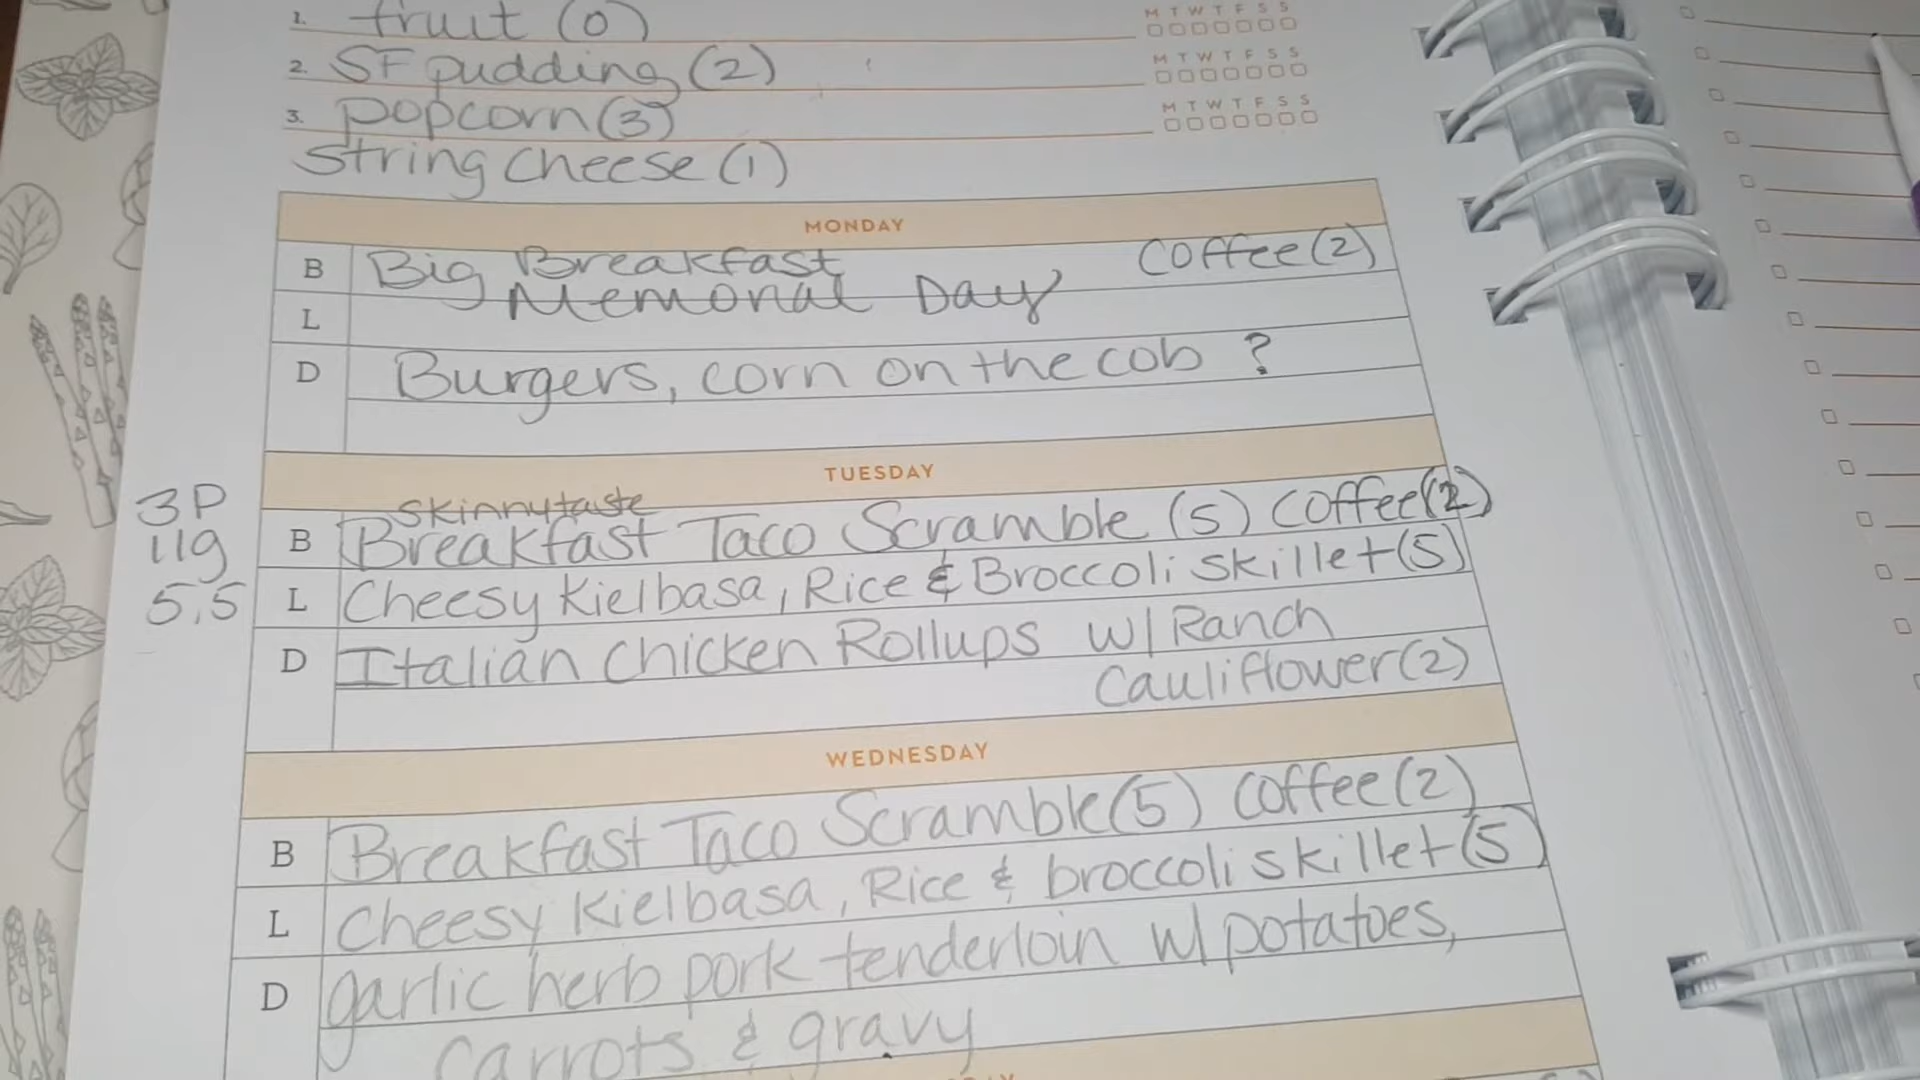 1. fruit (0) M T W T F S S
2. SF pudding (2) M T W T F S S
3. popcorn (3) M T W T F S S
String cheese (1)
MONDAY
B Big Breakfast Coffee (2)
Memorial Day
L
D Burgers, corn on the cob ?
TUESDAY
3P
11g
5.5
skinnytaste
B Breakfast Taco Scramble (5) Coffee (2)
L Cheesy Kielbasa, Rice & Broccoli skillet (5)
D Italian Chicken Rollups w/ Ranch
Cauliflower (2)
WEDNESDAY
B Breakfast Taco Scramble (5) Coffee (2)
L Cheesy Kielbasa, Rice & broccoli skillet (5)
D garlic herb pork tenderloin w/ potatoes,
Carrots & gravy